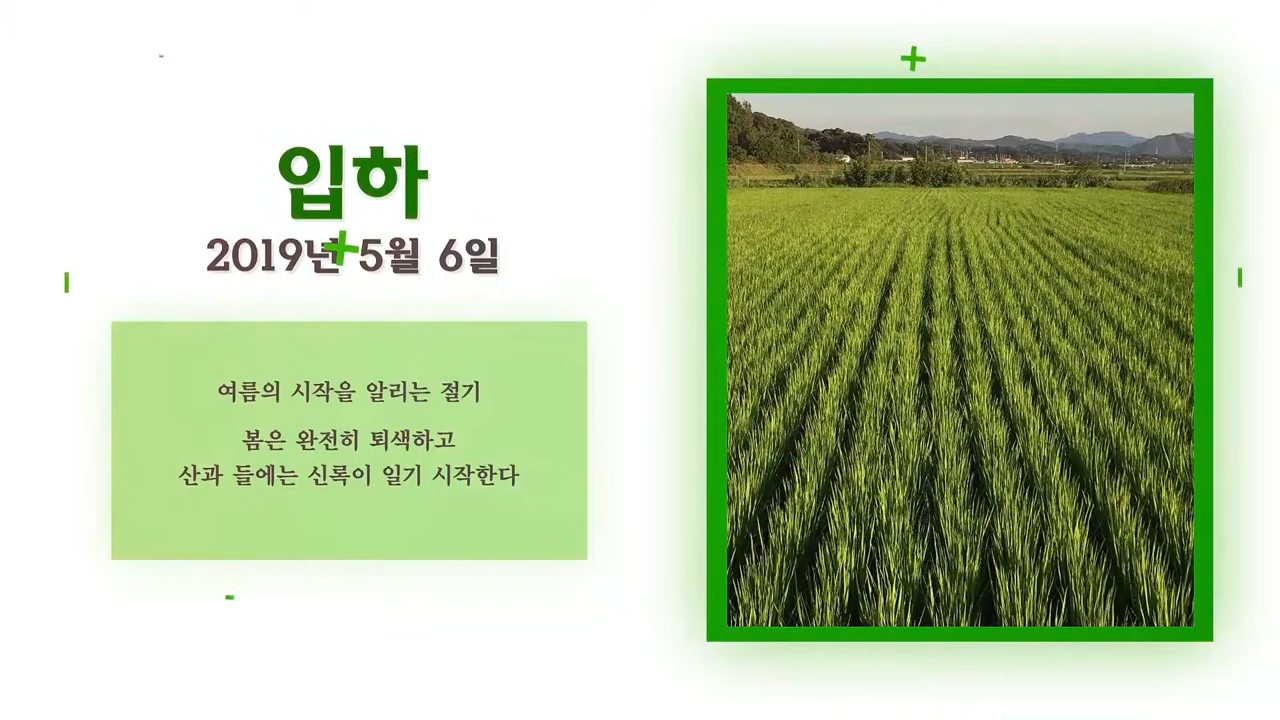 입하
2019년 5월 6일
여름의 시작을 알리는 절기
봄은 완전히 퇴색하고
산과 들에는 신록이 일기 시작한다